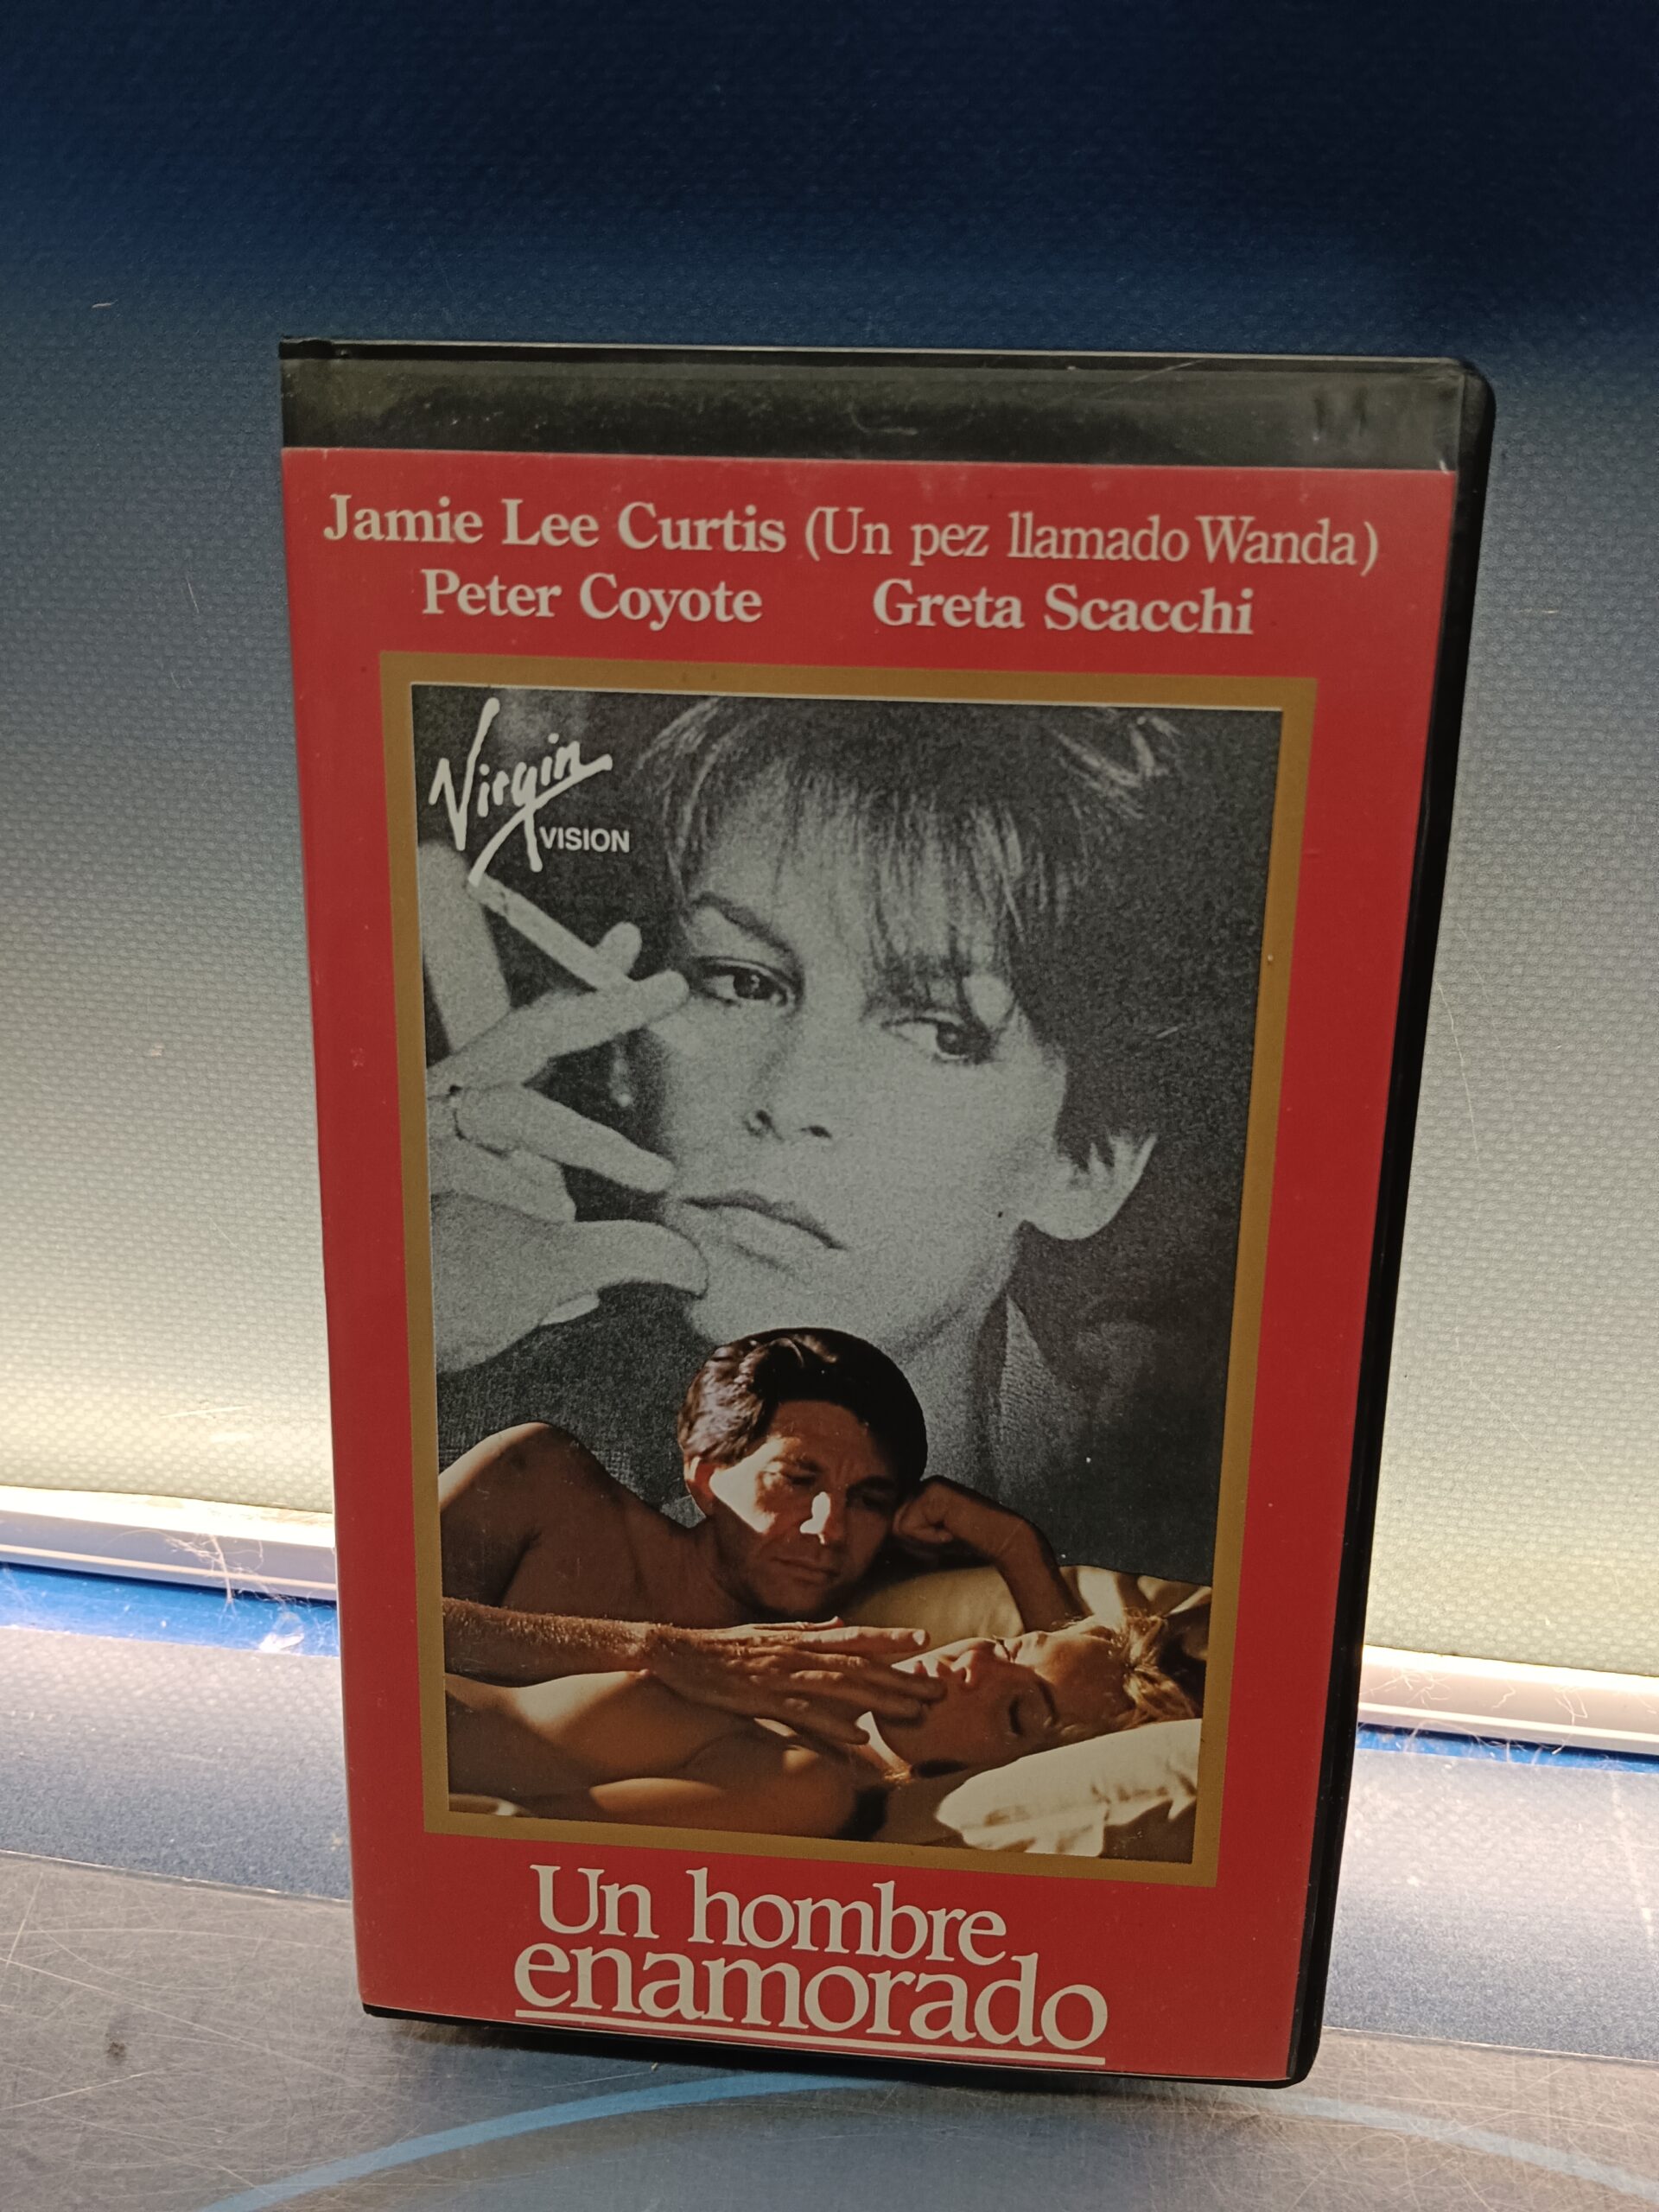 Jamie Lee Curtis (Un pez llamado Wanda)
Peter Coyote Greta Scacchi
Virgin
VISION
Un hombre
enamorado